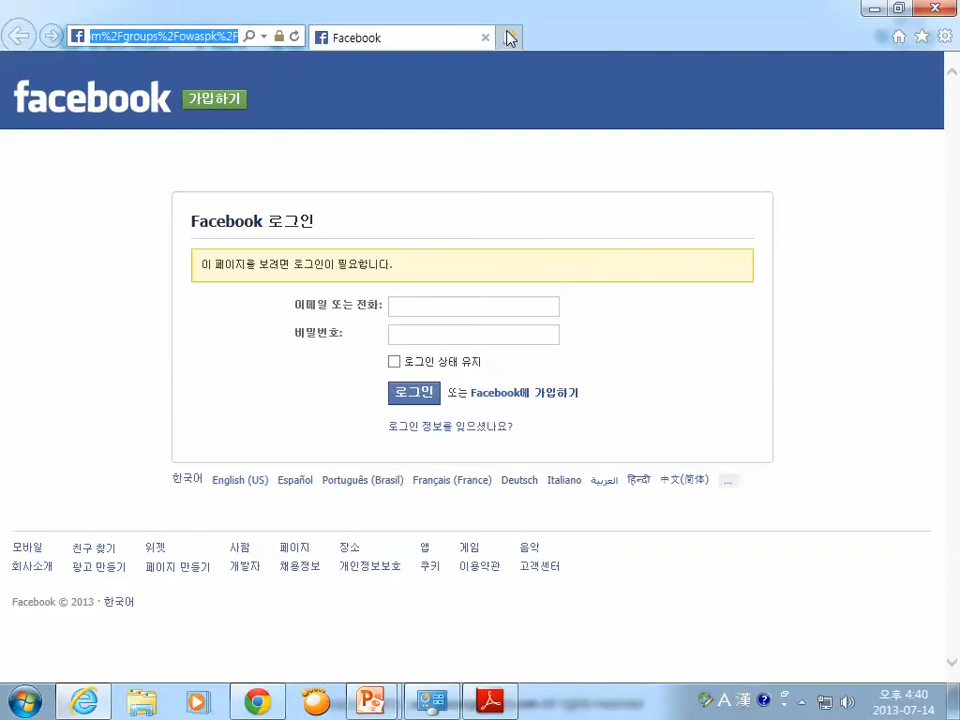 om%2Fgroups%2Fowaspk%2F
Facebook
facebook 가입하기
Facebook 로그인
이 페이지를 보려면 로그인이 필요합니다.
이메일 또는 전화:
비밀번호:
로그인 상태 유지
로그인 또는 Facebook에 가입하기
로그인 정보를 잊으셨나요?
한국어 English (US) Español Português (Brasil) Français (France) Deutsch Italiano العربية हिन्दी 中文(简体) ...
모바일 친구 찾기 위젯 사람 페이지 장소 앱 게임 음악
회사소개 광고 만들기 페이지 만들기 개발자 채용정보 개인정보보호 쿠키 이용약관 고객센터
Facebook © 2013 · 한국어
A 漢
오후 4:40
2013-07-14